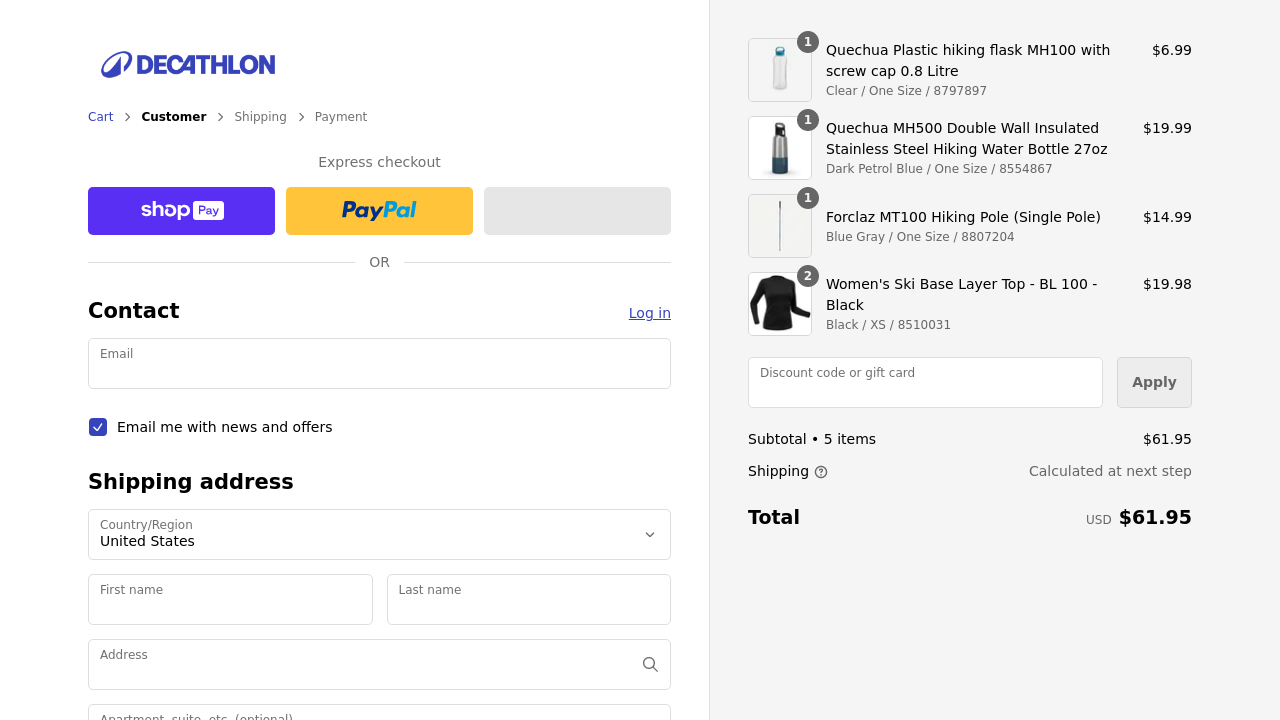 DECATHLON
Cart > Customer > Shipping > Payment
Express checkout
shop Pay
PayPal
OR
Contact
Log in
Email
Email me with news and offers
Shipping address
Country/Region
United States
First name
Last name
Address
Apartment, suite, etc. (optional)
1
Quechua Plastic hiking flask MH100 with
screw cap 0.8 Litre
Clear / One Size / 8797897
$6.99
1
Quechua MH500 Double Wall Insulated
Stainless Steel Hiking Water Bottle 27oz
Dark Petrol Blue / One Size / 8554867
$19.99
1
Forclaz MT100 Hiking Pole (Single Pole)
Blue Gray / One Size / 8807204
$14.99
2
Women's Ski Base Layer Top - BL 100 -
Black
Black / XS / 8510031
$19.98
Discount code or gift card
Apply
Subtotal • 5 items $61.95
Shipping Calculated at next step
Total USD $61.95